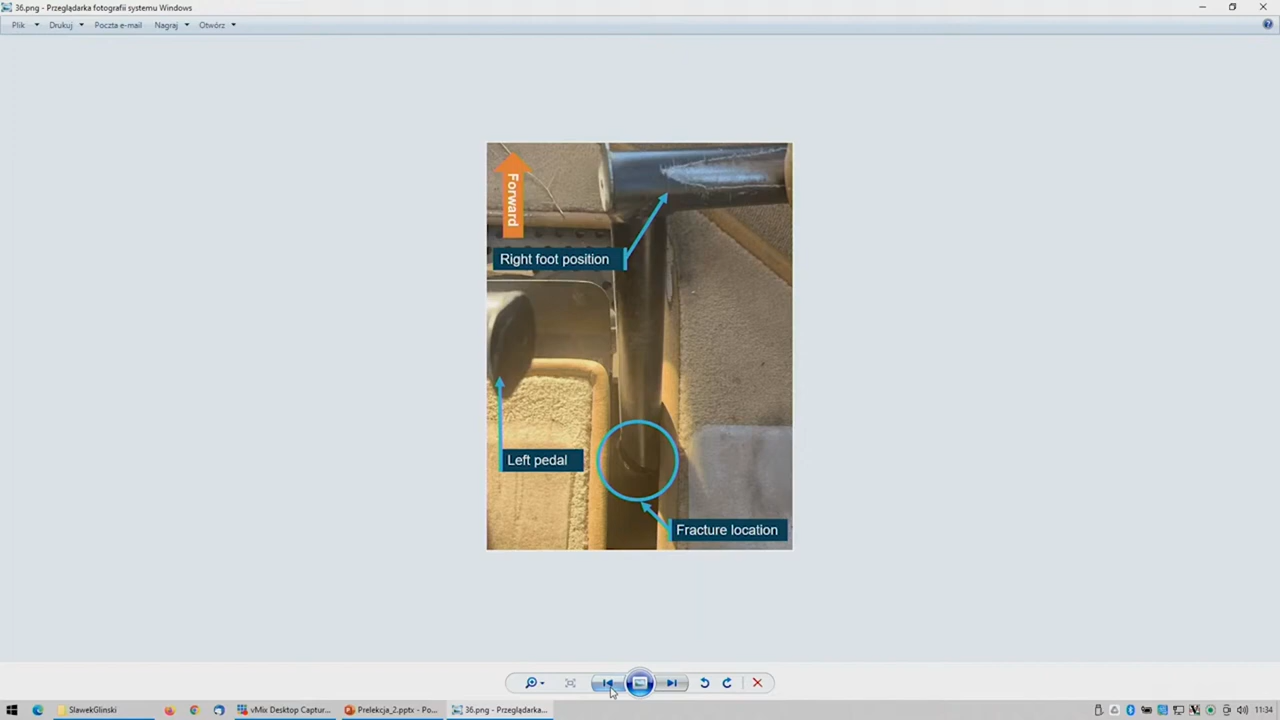 36.png - Przeglądarka fotografii systemu Windows
Plik Drukuj Poczta e-mail Nagraj Otwórz
Forward
Right foot position
Left pedal
Fracture location
SlawekGlinski vMix Desktop Captur... Prelekcja_2.pptx - Po... 36.png - Przeglądarka... 11:34